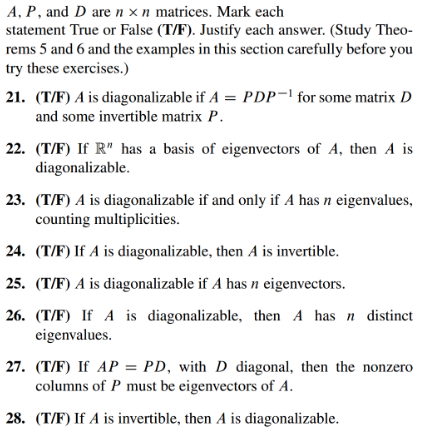 A, P, and D are n × n matrices. Mark each
statement True or False (T/F). Justify each answer. (Study Theo-
rems 5 and 6 and the examples in this section carefully before you
try these exercises.)
21. (T/F) A is diagonalizable if A = PDP⁻¹ for some matrix D
and some invertible matrix P.
22. (T/F) If ℝⁿ has a basis of eigenvectors of A, then A is
diagonalizable.
23. (T/F) A is diagonalizable if and only if A has n eigenvalues,
counting multiplicities.
24. (T/F) If A is diagonalizable, then A is invertible.
25. (T/F) A is diagonalizable if A has n eigenvectors.
26. (T/F) If A is diagonalizable, then A has n distinct
eigenvalues.
27. (T/F) If AP = PD, with D diagonal, then the nonzero
columns of P must be eigenvectors of A.
28. (T/F) If A is invertible, then A is diagonalizable.